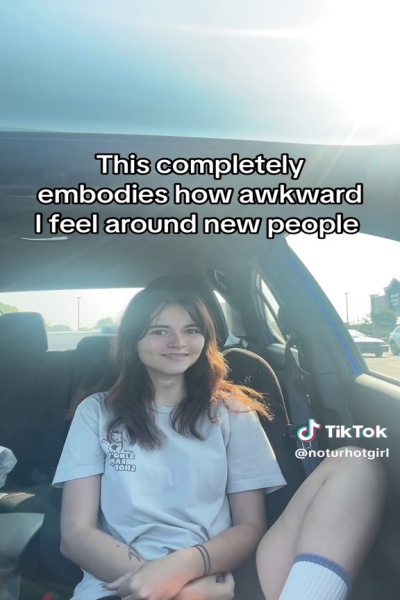 This completely
embodies how awkward
I feel around new people
TikTok
@noturhotgirl